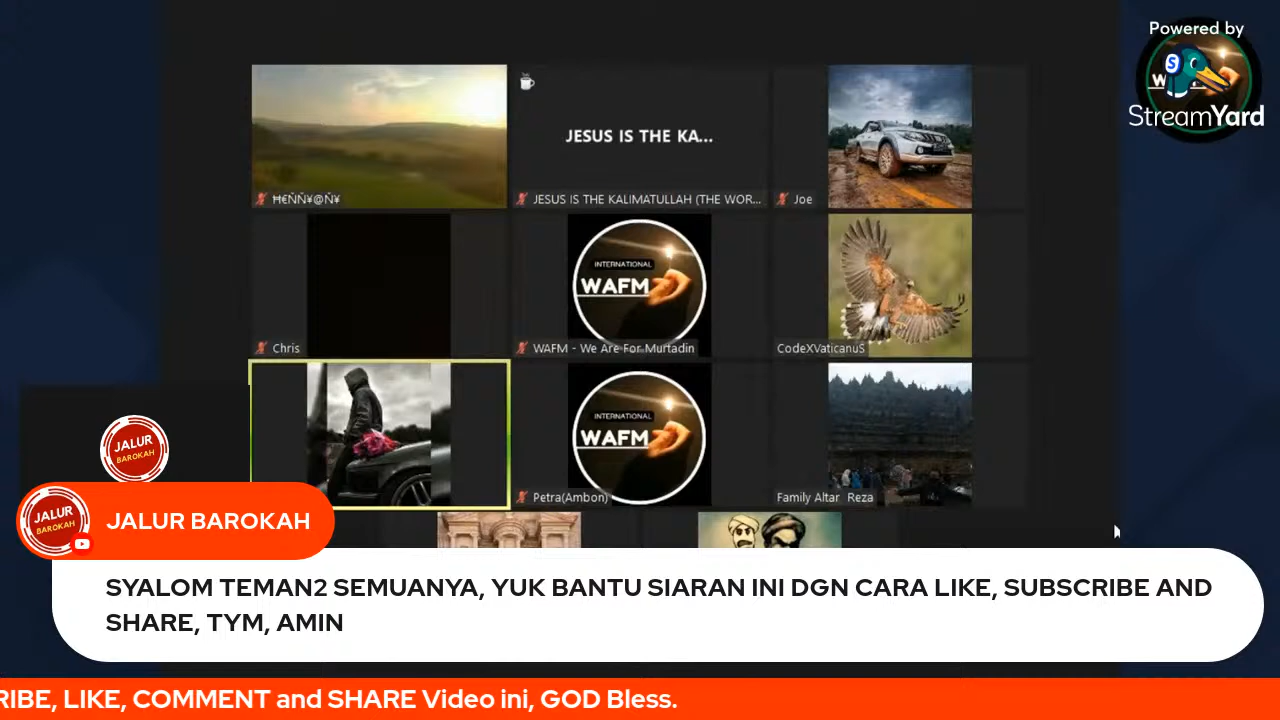 Powered by
StreamYard
JESUS IS THE KA...
ĦЄÑÑ¥@Ñ¥
JESUS IS THE KALIMATULLAH (THE WOR...
Joe
INTERNATIONAL
WAFM
Chris
WAFM - We Are For Murtadin
CodeXVaticanuS
INTERNATIONAL
WAFM
Petra(Ambon)
Family Altar Reza
JALUR
BAROKAH
JALUR
BAROKAH
JALUR BAROKAH
SYALOM TEMAN2 SEMUANYA, YUK BANTU SIARAN INI DGN CARA LIKE, SUBSCRIBE AND
SHARE, TYM, AMIN
RIBE, LIKE, COMMENT and SHARE Video ini, GOD Bless.